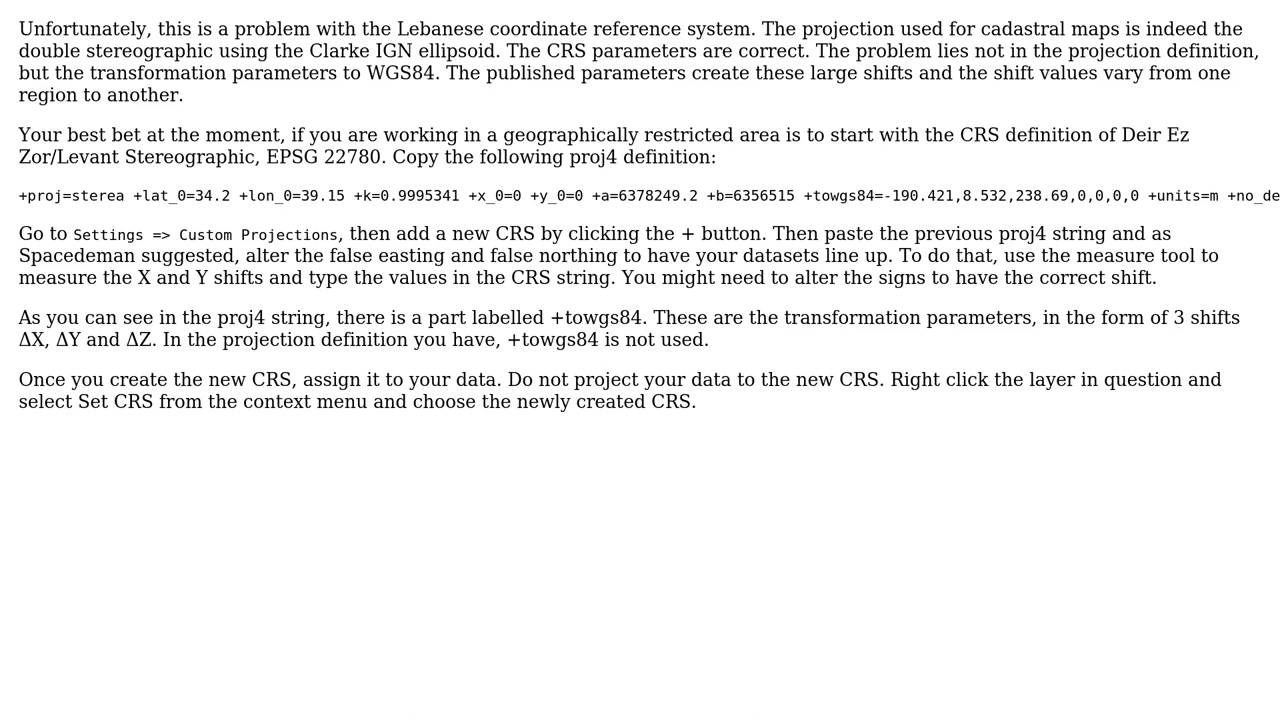 Unfortunately, this is a problem with the Lebanese coordinate reference system. The projection used for cadastral maps is indeed the
double stereographic using the Clarke IGN ellipsoid. The CRS parameters are correct. The problem lies not in the projection definition,
but the transformation parameters to WGS84. The published parameters create these large shifts and the shift values vary from one
region to another.
Your best bet at the moment, if you are working in a geographically restricted area is to start with the CRS definition of Deir Ez
Zor/Levant Stereographic, EPSG 22780. Copy the following proj4 definition:
+proj=sterea +lat_0=34.2 +lon_0=39.15 +k=0.9995341 +x_0=0 +y_0=0 +a=6378249.2 +b=6356515 +towgs84=-190.421,8.532,238.69,0,0,0,0 +units=m +no_de
Go to Settings => Custom Projections, then add a new CRS by clicking the + button. Then paste the previous proj4 string and as
Spacedeman suggested, alter the false easting and false northing to have your datasets line up. To do that, use the measure tool to
measure the X and Y shifts and type the values in the CRS string. You might need to alter the signs to have the correct shift.
As you can see in the proj4 string, there is a part labelled +towgs84. These are the transformation parameters, in the form of 3 shifts
ΔX, ΔY and ΔZ. In the projection definition you have, +towgs84 is not used.
Once you create the new CRS, assign it to your data. Do not project your data to the new CRS. Right click the layer in question and
select Set CRS from the context menu and choose the newly created CRS.